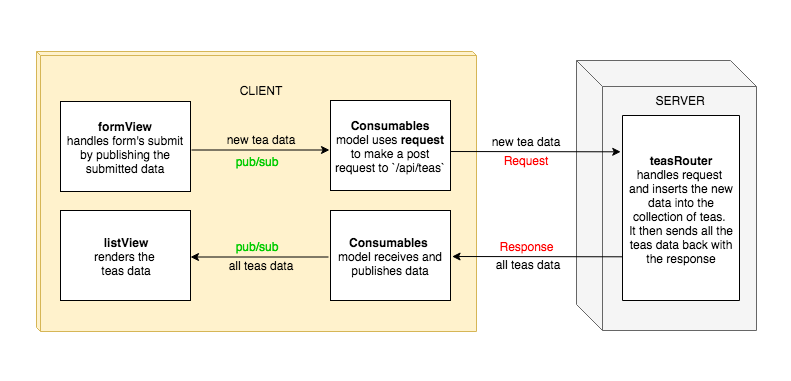 CLIENT
SERVER
formView
handles form's submit
by publishing the
submitted data
new tea data
pub/sub
Consumables
model uses request
to make a post
request to `/api/teas`
new tea data
Request
teasRouter
handles request
and inserts the new
data into the
collection of teas.
It then sends all the
teas data back with
the response
listView
renders the
teas data
pub/sub
all teas data
Consumables
model receives and
publishes data
Response
all teas data